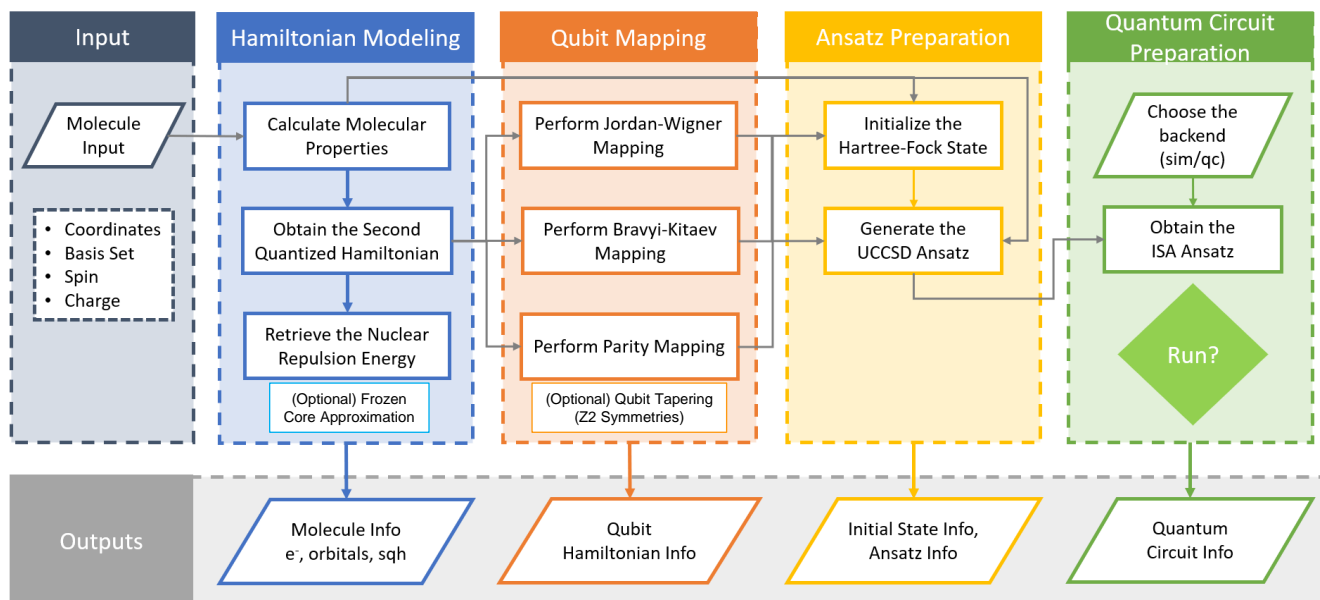 Input
Hamiltonian Modeling
Qubit Mapping
Ansatz Preparation
Quantum Circuit
Preparation
Molecule
Input
• Coordinates
• Basis Set
• Spin
• Charge
Calculate Molecular
Properties
Obtain the Second
Quantized Hamiltonian
Retrieve the Nuclear
Repulsion Energy
(Optional) Frozen
Core Approximation
Perform Jordan-Wigner
Mapping
Perform Bravyi-Kitaev
Mapping
Perform Parity Mapping
(Optional) Qubit Tapering
(Z2 Symmetries)
Initialize the
Hartree-Fock State
Generate the
UCCSD Ansatz
Choose the
backend
(sim/qc)
Obtain the
ISA Ansatz
Run?
Outputs
Molecule Info
e⁻, orbitals, sqh
Qubit
Hamiltonian Info
Initial State Info,
Ansatz Info
Quantum
Circuit Info